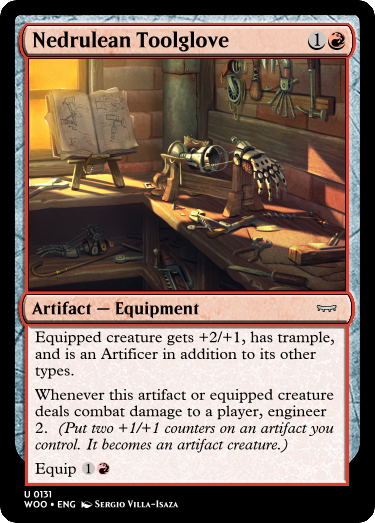 Nedrulean Toolglove 1
Artifact — Equipment
Equipped creature gets +2/+1, has trample,
and is an Artificer in addition to its other
types.
Whenever this artifact or equipped creature
deals combat damage to a player, engineer
2. (Put two +1/+1 counters on an artifact you
control. It becomes an artifact creature.)
Equip 1
U 0131
WOO • ENG Sergio Villa-Isaza